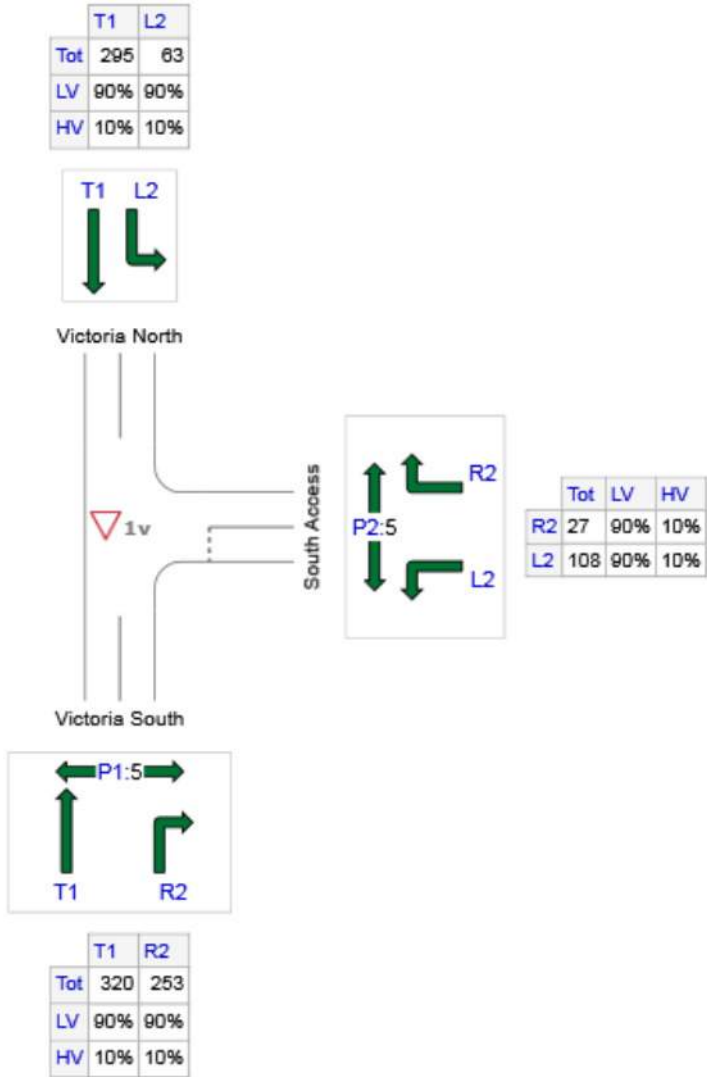 T1 L2
Tot 295 63
LV 90% 90%
HV 10% 10%
T1 L2
Victoria North
1v
South Access
R2
P2:5
L2
Tot LV HV
R2 27 90% 10%
L2 108 90% 10%
Victoria South
P1:5
T1 R2
T1 R2
Tot 320 253
LV 90% 90%
HV 10% 10%